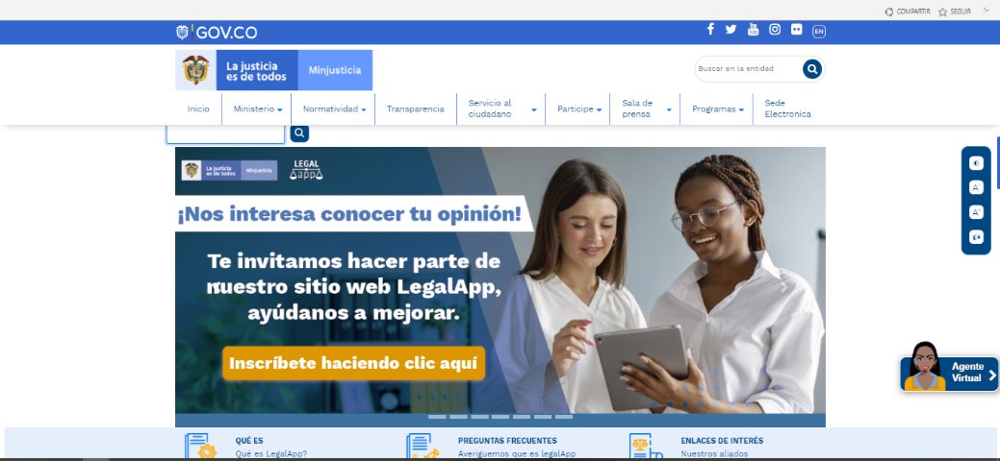 COMPARTIR SEGUIR
GOV.CO
EN
La justicia
es de todos
Minjusticia
Buscar en la entidad
Inicio
Ministerio
Normatividad
Transparencia
Servicio al
ciudadano
Participe
Sala de
prensa
Programas
Sede
Electronica
La justicia
es de todos
Minjusticia
LEGAL
app
¡Nos interesa conocer tu opinión!
Te invitamos hacer parte de
nuestro sitio web LegalApp,
ayúdanos a mejorar.
Inscríbete haciendo clic aquí
A-
A+
Agente
Virtual
QUÉ ES
Qué es LegalApp?
PREGUNTAS FRECUENTES
Averiguemos que es legalApp
ENLACES DE INTERÉS
Nuestros aliados